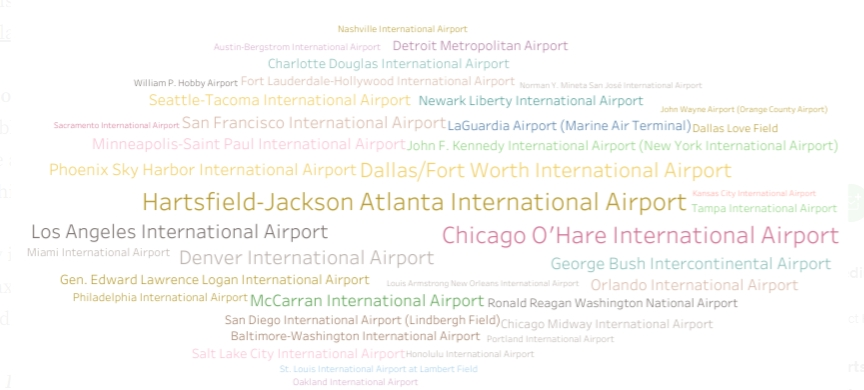 Nashville International Airport
Austin-Bergstrom International Airport Detroit Metropolitan Airport
Charlotte Douglas International Airport
William P. Hobby Airport Fort Lauderdale-Hollywood International Airport Norman Y. Mineta San José International Airport
Seattle-Tacoma International Airport Newark Liberty International Airport John Wayne Airport (Orange County Airport)
Sacramento International Airport San Francisco International Airport LaGuardia Airport (Marine Air Terminal) Dallas Love Field
Minneapolis-Saint Paul International Airport John F. Kennedy International Airport (New York International Airport)
Phoenix Sky Harbor International Airport Dallas/Fort Worth International Airport
Hartsfield-Jackson Atlanta International Airport Kansas City International Airport
Tampa International Airport
Los Angeles International Airport Chicago O'Hare International Airport
Miami International Airport Denver International Airport George Bush Intercontinental Airport
Gen. Edward Lawrence Logan International Airport Louis Armstrong New Orleans International Airport Orlando International Airport
Philadelphia International Airport McCarran International Airport Ronald Reagan Washington National Airport
San Diego International Airport (Lindbergh Field) Chicago Midway International Airport
Baltimore-Washington International Airport Portland International Airport
Salt Lake City International Airport Honolulu International Airport
St. Louis International Airport at Lambert Field
Oakland International Airport